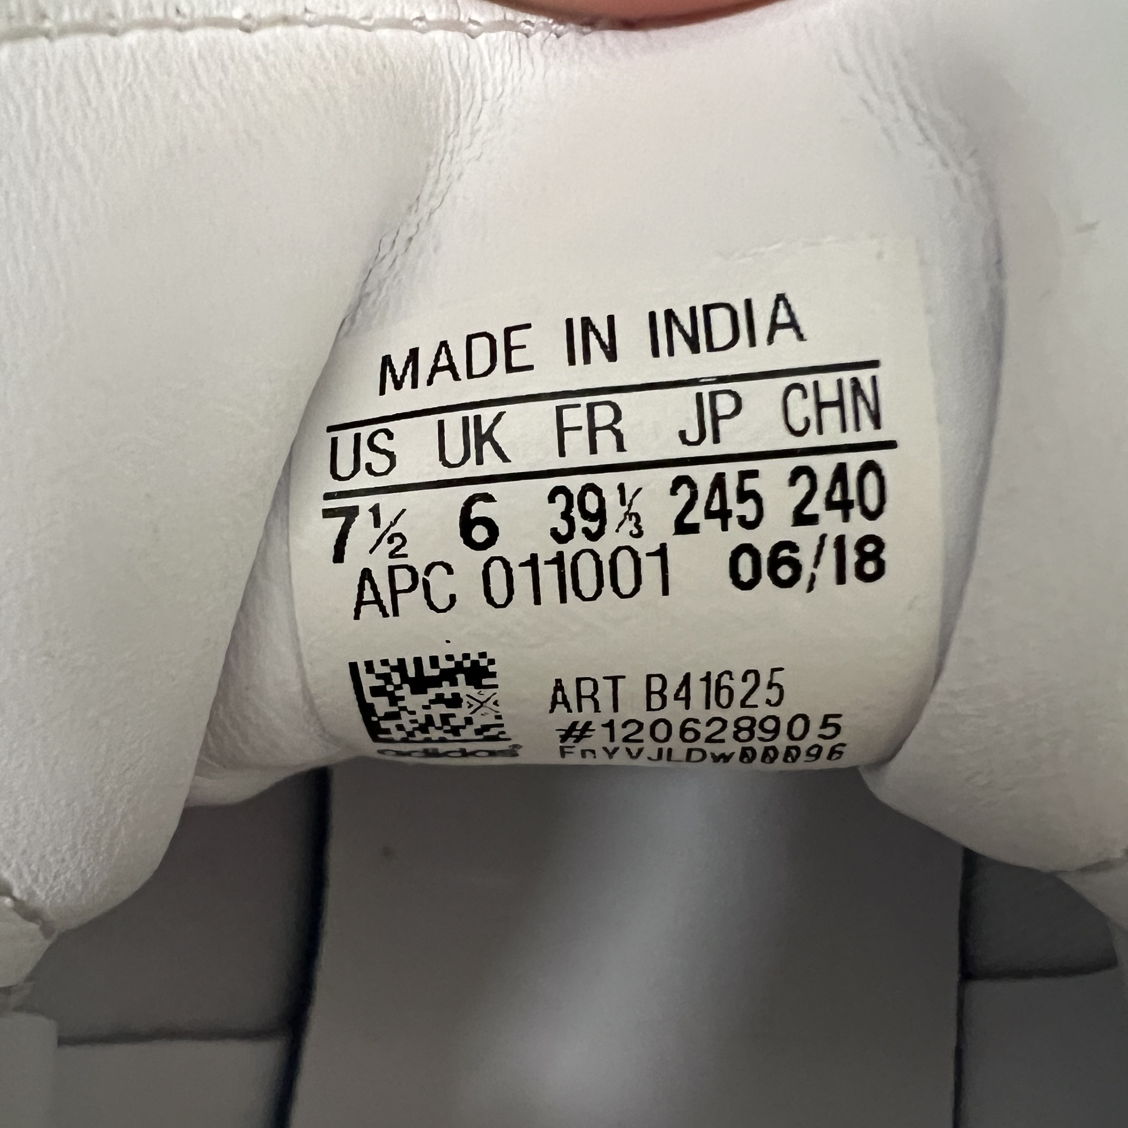 MADE IN INDIA
US UK FR JP CHN
7½ 6 39⅓ 245 240
APC 011001 06/18
ART B41625
#120628905
adidas
FnYVJLDw00096